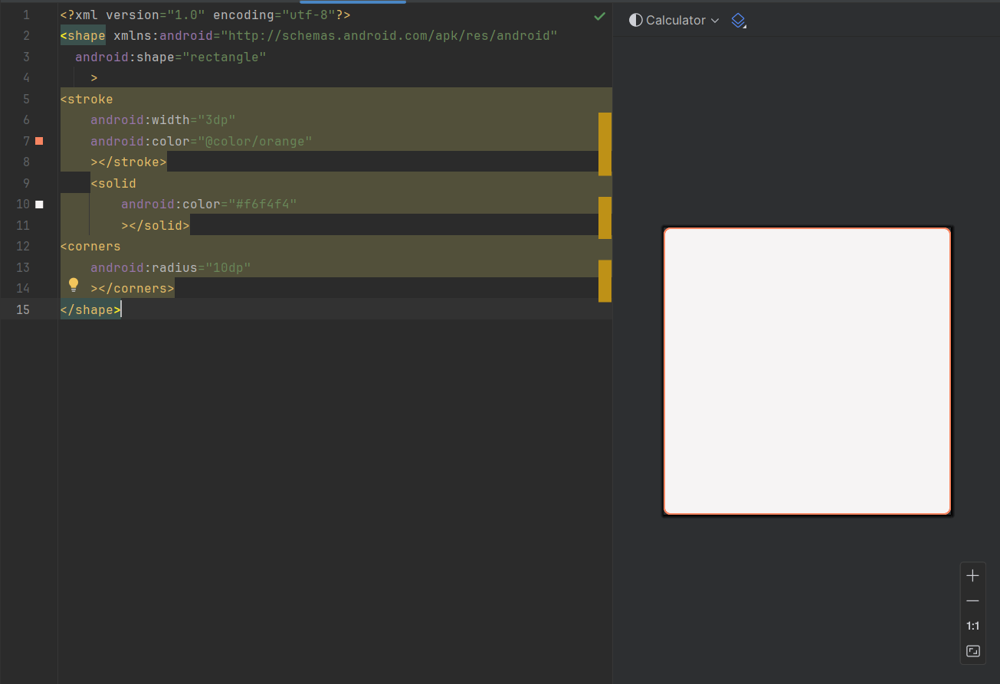 1 <?xml version="1.0" encoding="utf-8"?>
2 <shape xmlns:android="http://schemas.android.com/apk/res/android"
3   android:shape="rectangle"
4     >
5 <stroke
6     android:width="3dp"
7     android:color="@color/orange"
8     ></stroke>
9     <solid
10         android:color="#f6f4f4"
11         ></solid>
12 <corners
13     android:radius="10dp"
14     ></corners>
15 </shape>
Calculator
1:1